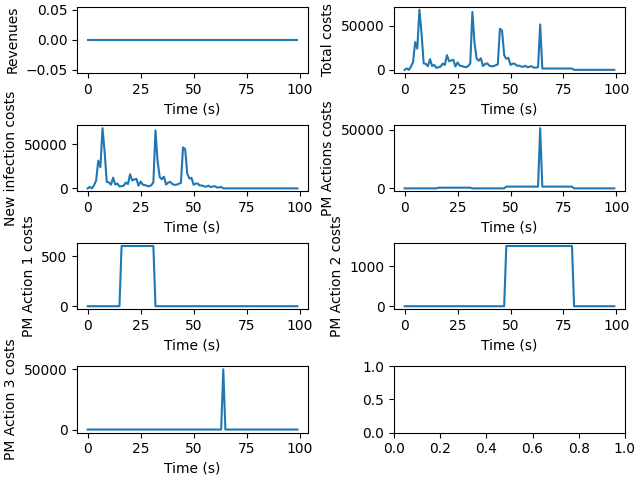 Revenues
0.05
0.00
−0.05
0 25 50 75 100
Time (s)
Total costs
50000
0
0 25 50 75 100
Time (s)
New infection costs
50000
0
0 25 50 75 100
Time (s)
PM Actions costs
50000
0
0 25 50 75 100
Time (s)
PM Action 1 costs
500
0
0 25 50 75 100
Time (s)
PM Action 2 costs
1000
0
0 25 50 75 100
Time (s)
PM Action 3 costs
50000
0
0 25 50 75 100
Time (s)
1.0
0.5
0.0
0.0 0.2 0.4 0.6 0.8 1.0